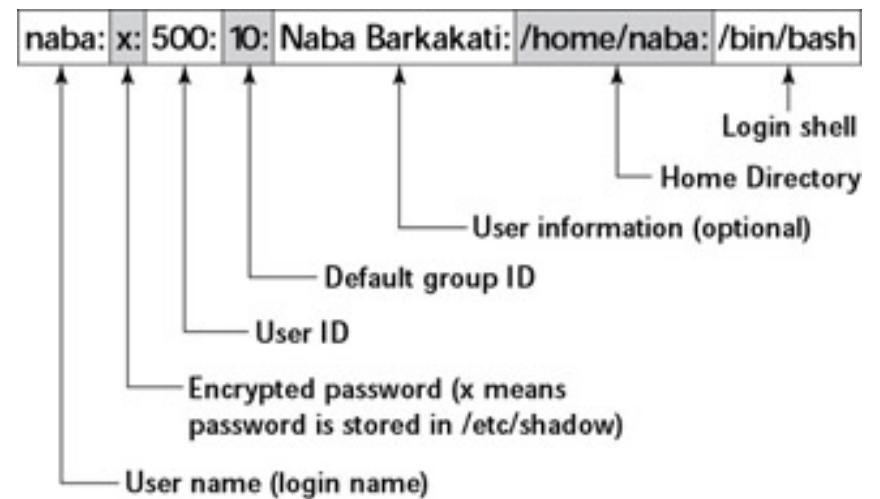 naba: x: 500: 10: Naba Barkakati: /home/naba: /bin/bash
Login shell
Home Directory
User information (optional)
Default group ID
User ID
Encrypted password (x means
password is stored in /etc/shadow)
User name (login name)